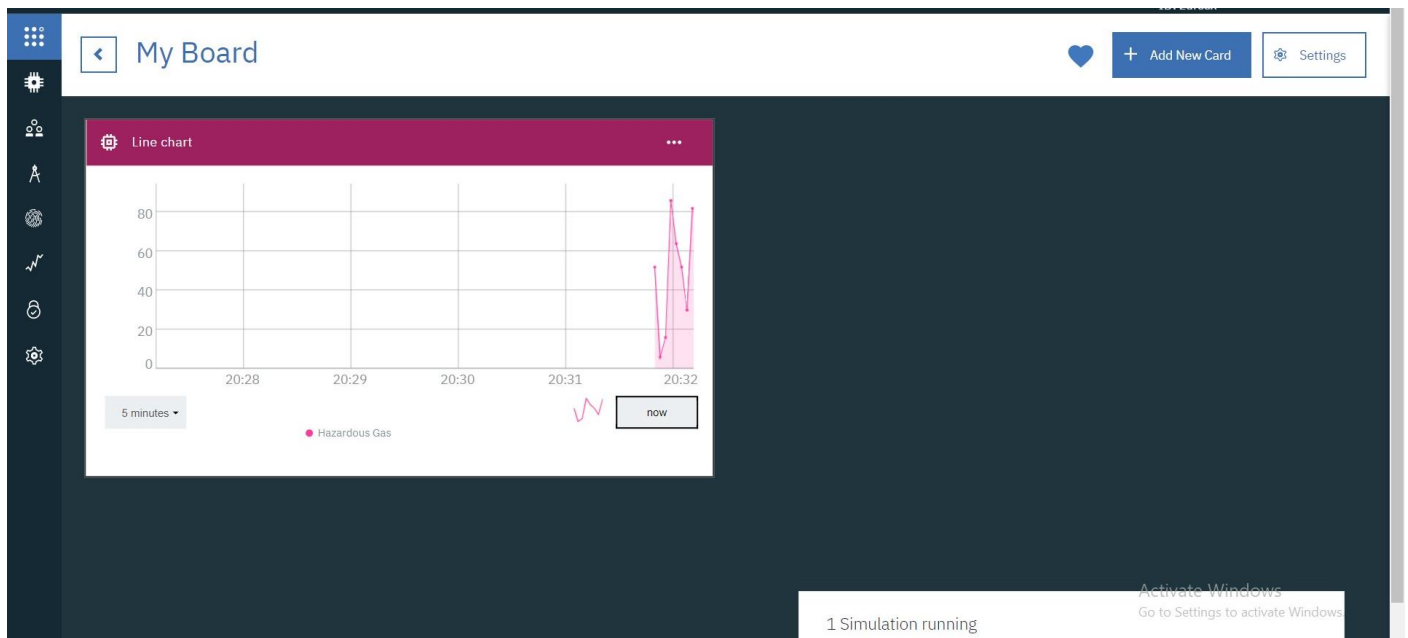 My Board
+ Add New Card
Settings
Line chart
80
60
40
20
0
20:28 20:29 20:30 20:31 20:32
5 minutes
now
Hazardous Gas
Activate Windows
Go to Settings to activate Windows.
1 Simulation running